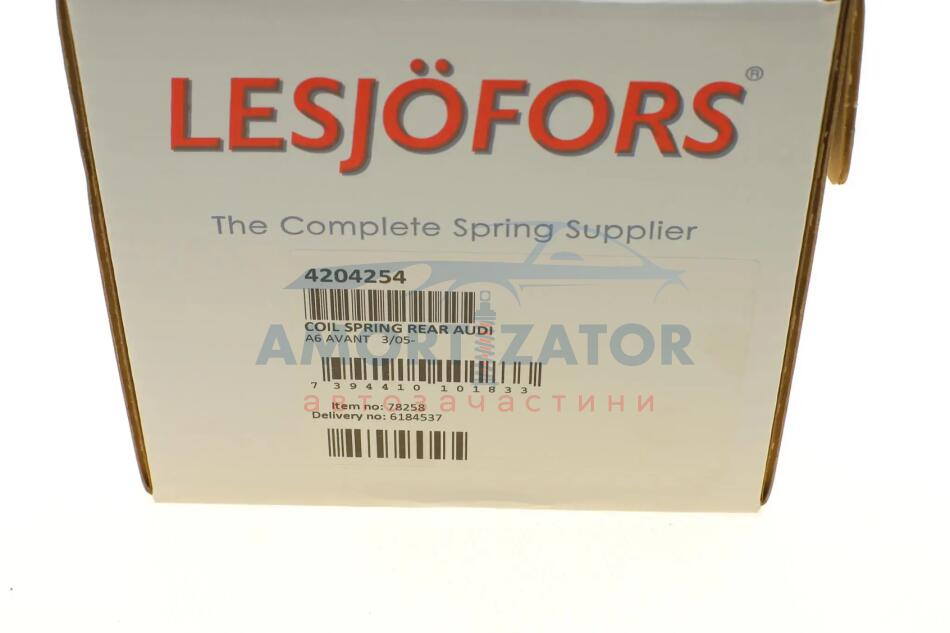 LESJÖFORS®
The Complete Spring Supplier
4204254
COIL SPRING REAR AUDI
A6 AVANT 3/05-
AMORTIZATOR
7 394410 101833
автозачастини
Item no: 78258
Delivery no: 6184537